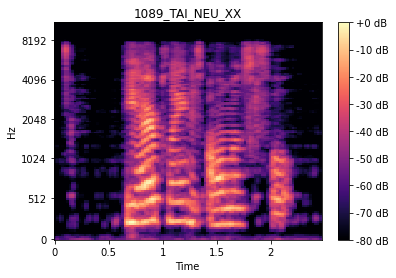 1089_TAI_NEU_XX
8192
4096
2048
1024
512
0
Hz
0 0.5 1 1.5 2
Time
+0 dB
-10 dB
-20 dB
-30 dB
-40 dB
-50 dB
-60 dB
-70 dB
-80 dB